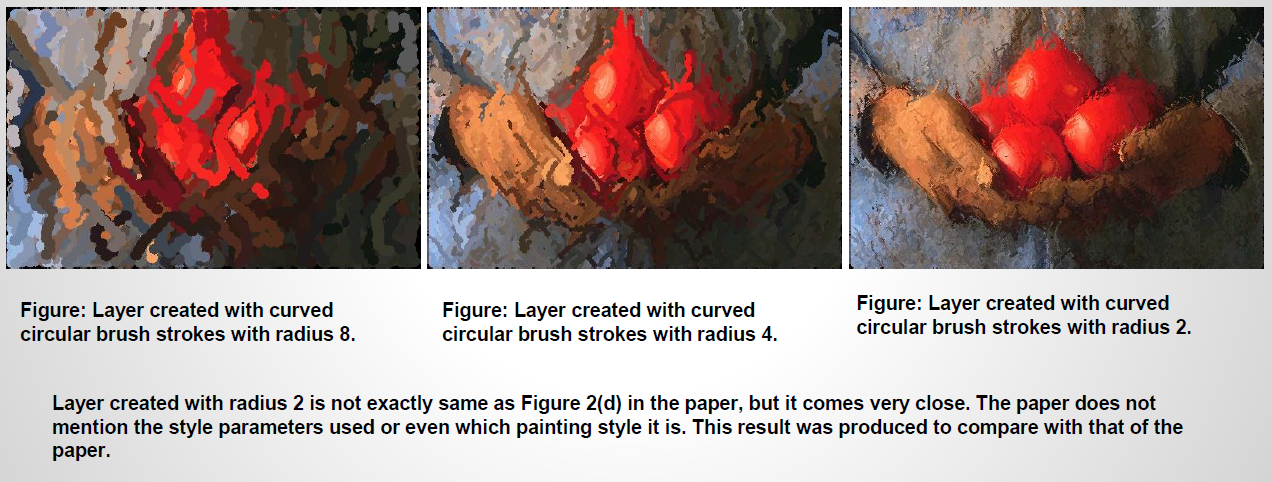 Figure: Layer created with curved
circular brush strokes with radius 8.
Figure: Layer created with curved
circular brush strokes with radius 4.
Figure: Layer created with curved
circular brush strokes with radius 2.
Layer created with radius 2 is not exactly same as Figure 2(d) in the paper, but it comes very close. The paper does not
mention the style parameters used or even which painting style it is. This result was produced to compare with that of the
paper.